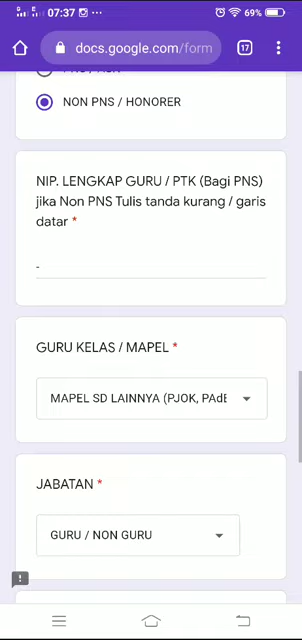 07:37
69%
docs.google.com/form
17
NON PNS / HONORER
NIP. LENGKAP GURU / PTK (Bagi PNS)
jika Non PNS Tulis tanda kurang / garis
datar *
-
GURU KELAS / MAPEL *
MAPEL SD LAINNYA (PJOK, PAdB
JABATAN *
GURU / NON GURU